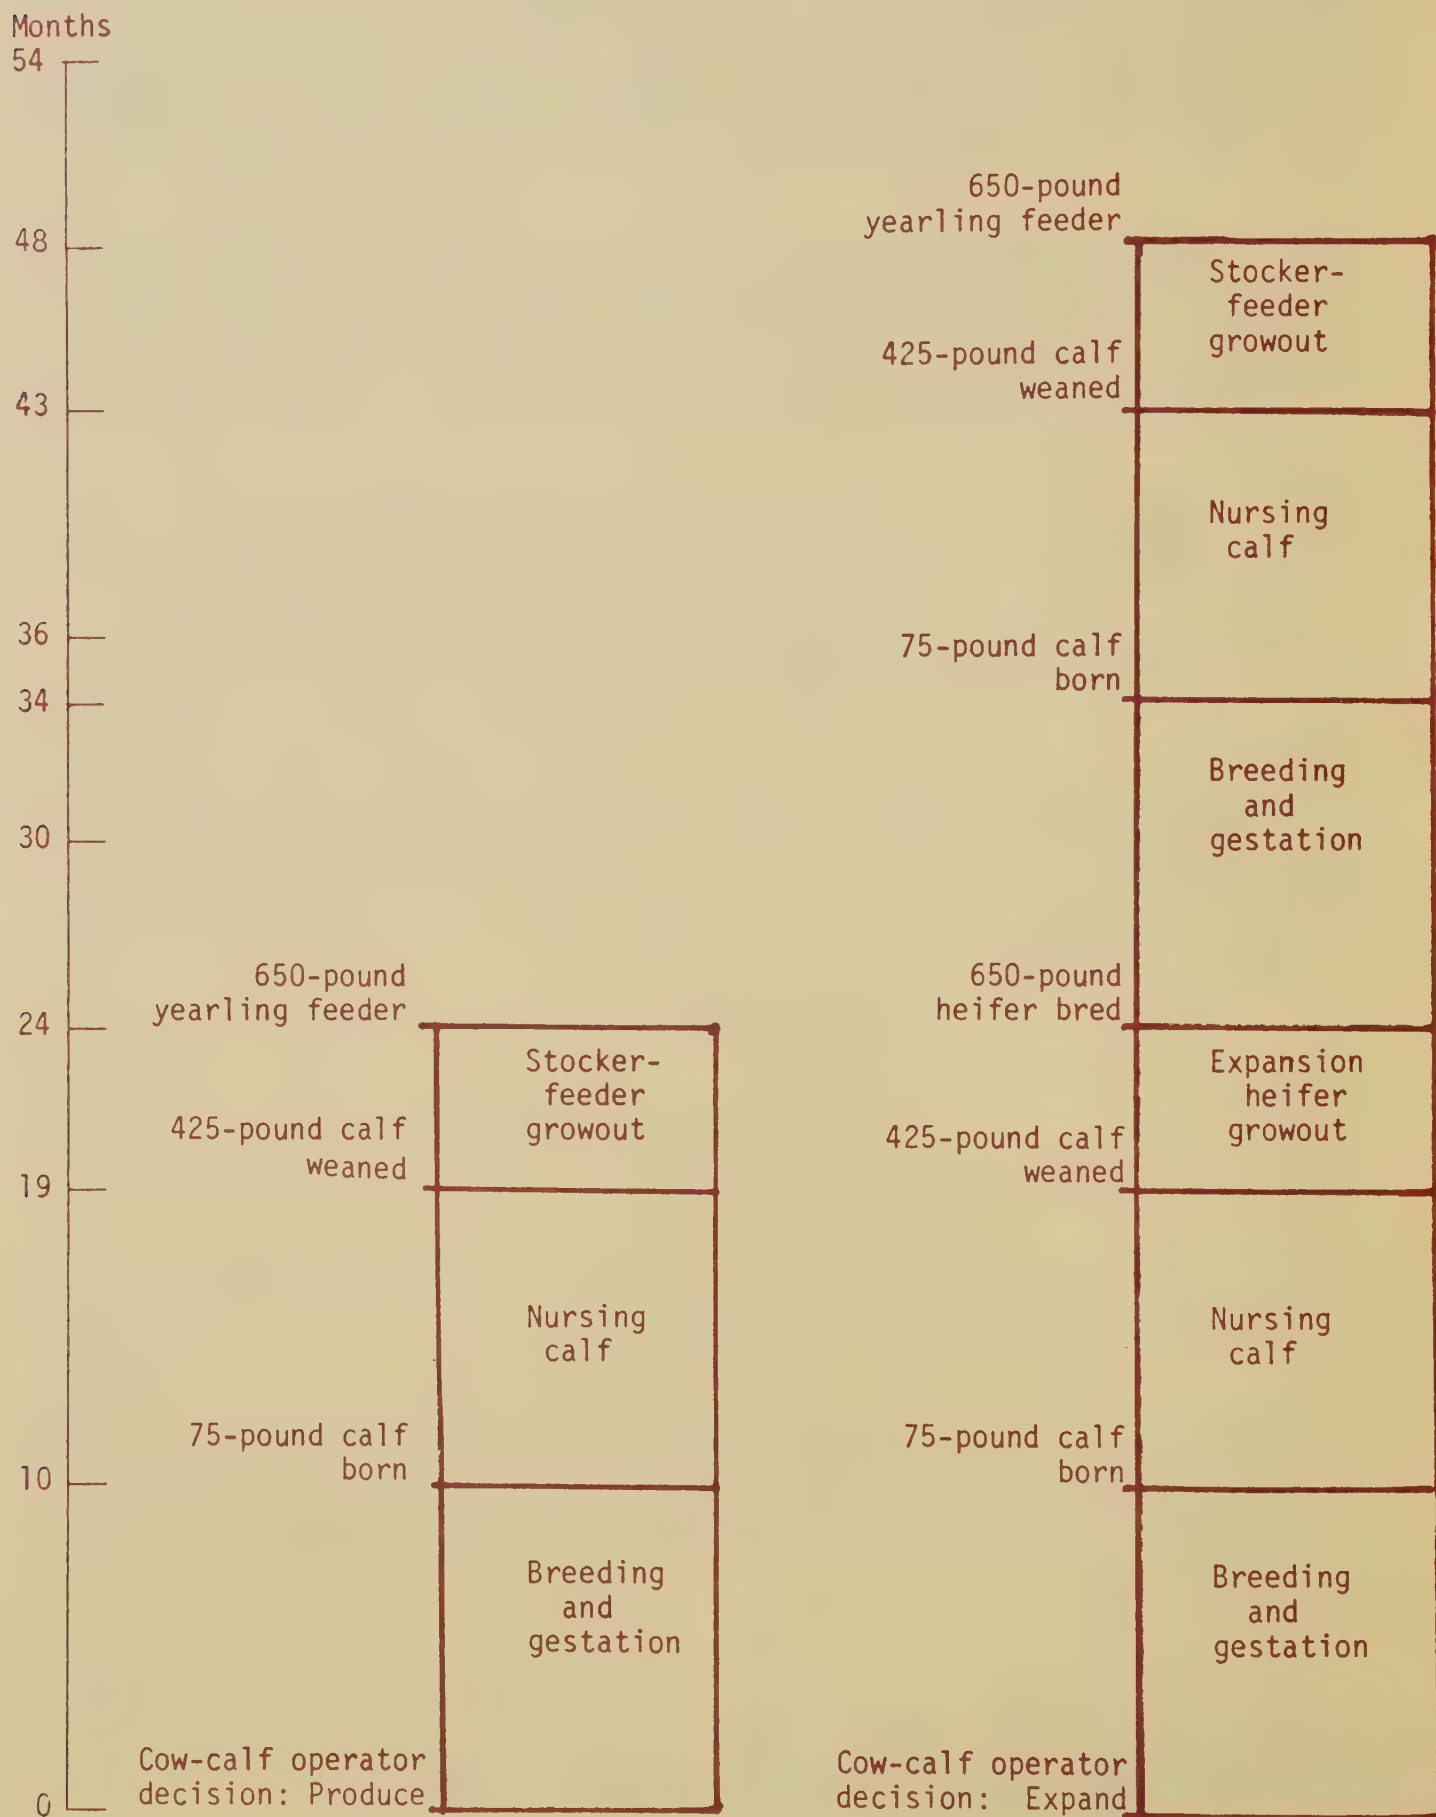 Months
54
48
43
36
34
30
24
19
10
0
650-pound
yearling feeder
Stocker-
feeder
growout
425-pound calf
weaned
Nursing
calf
75-pound calf
born
Breeding
and
gestation
Cow-calf operator
decision: Produce
650-pound
yearling feeder
Stocker-
feeder
growout
425-pound calf
weaned
Nursing
calf
75-pound calf
born
Breeding
and
gestation
650-pound
heifer bred
Expansion
heifer
growout
425-pound calf
weaned
Nursing
calf
75-pound calf
born
Breeding
and
gestation
Cow-calf operator
decision: Expand